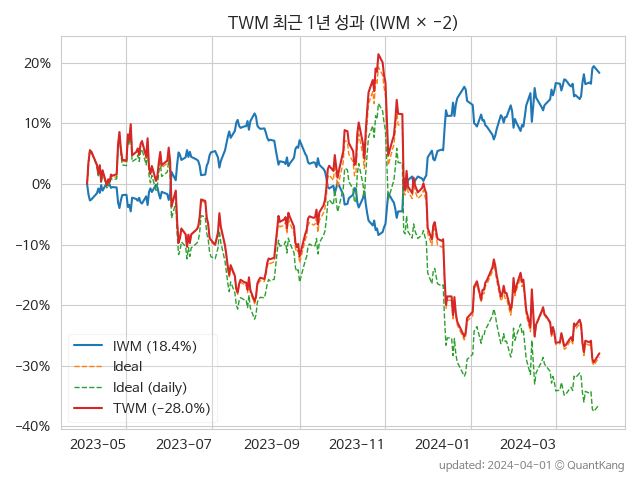 TWM 최근 1년 성과 (IWM × −2)
20%
10%
0%
−10%
−20%
−30%
−40%
IWM (18.4%)
Ideal
Ideal (daily)
TWM (−28.0%)
2023-05
2023-07
2023-09
2023-11
2024-01
2024-03
updated: 2024-04-01 © QuantKang